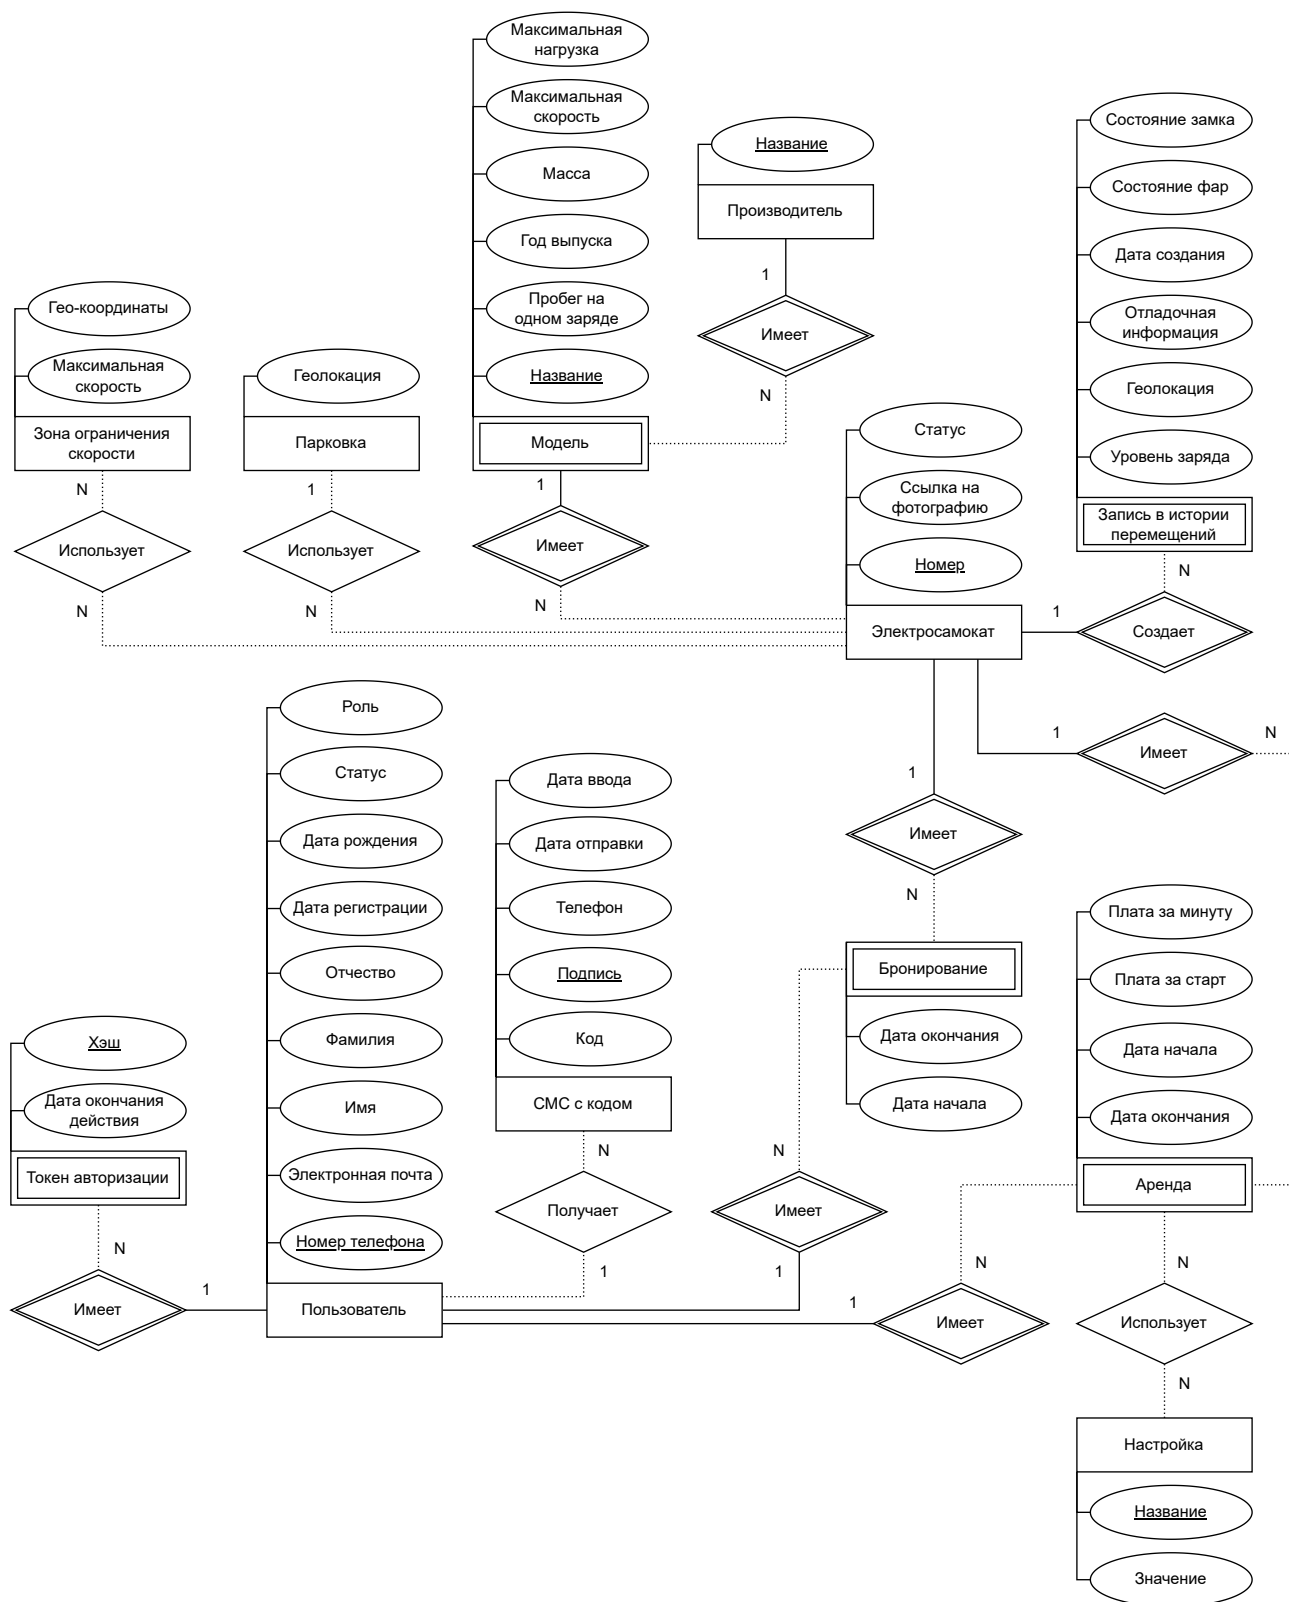 Максимальная
нагрузка
Максимальная
скорость
Масса
Год выпуска
Пробег на
одном заряде
Название
Модель
1
Имеет
N
Название
Производитель
1
Имеет
N
Состояние замка
Состояние фар
Дата создания
Отладочная
информация
Геолокация
Уровень заряда
Запись в истории
перемещений
N
Создает
1
Гео-координаты
Максимальная
скорость
Зона ограничения
скорости
N
Использует
N
Геолокация
Парковка
1
Использует
N
Статус
Ссылка на
фотографию
Номер
Электросамокат
1
Имеет
N
1
Имеет
N
Бронирование
Дата окончания
Дата начала
Роль
Статус
Дата рождения
Дата регистрации
Отчество
Фамилия
Имя
Электронная почта
Номер телефона
Пользователь
Дата ввода
Дата отправки
Телефон
Подпись
Код
СМС с кодом
N
Получает
1
Хэш
Дата окончания
действия
Токен авторизации
N
Имеет
1
N
Имеет
1
Плата за минуту
Плата за старт
Дата начала
Дата окончания
Аренда
N
Имеет
1
N
Использует
N
Настройка
Название
Значение